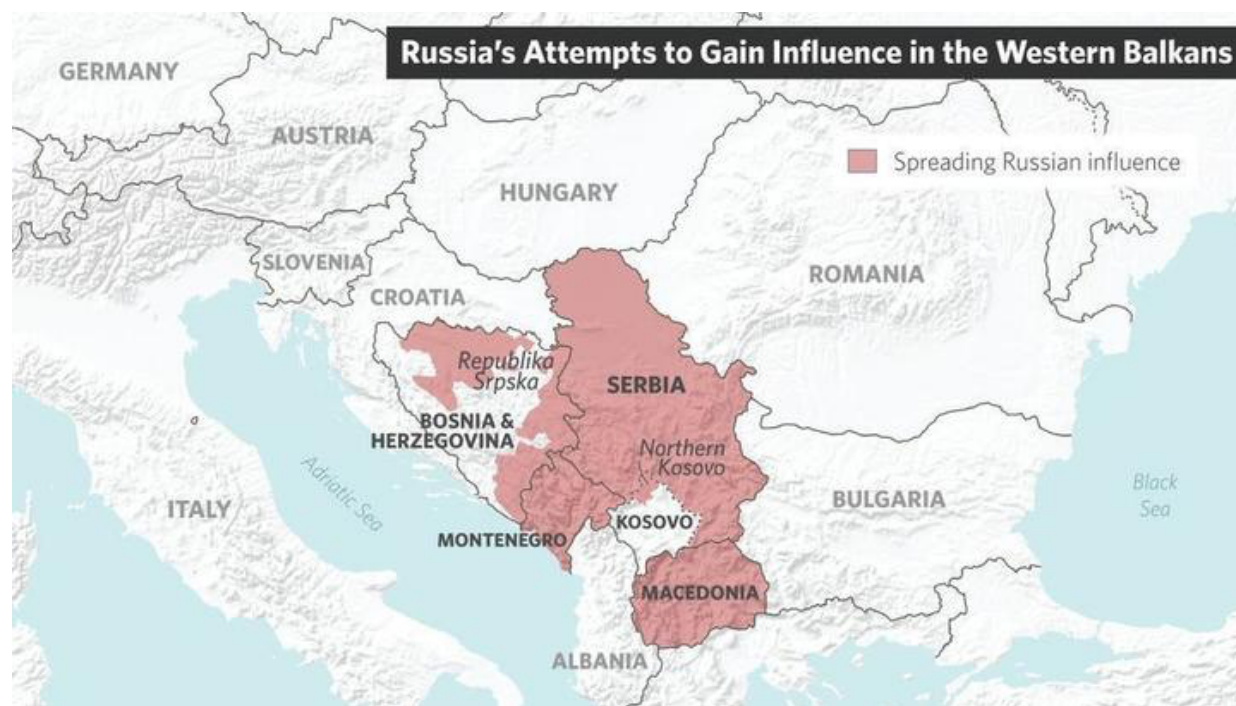 Russia's Attempts to Gain Influence in the Western Balkans
GERMANY
AUSTRIA
Spreading Russian influence
HUNGARY
SLOVENIA
ROMANIA
CROATIA
Republika
Srpska
SERBIA
BOSNIA &
HERZEGOVINA
Northern
Kosovo
Adriatic Sea
Black
Sea
ITALY
BULGARIA
KOSOVO
MONTENEGRO
MACEDONIA
ALBANIA